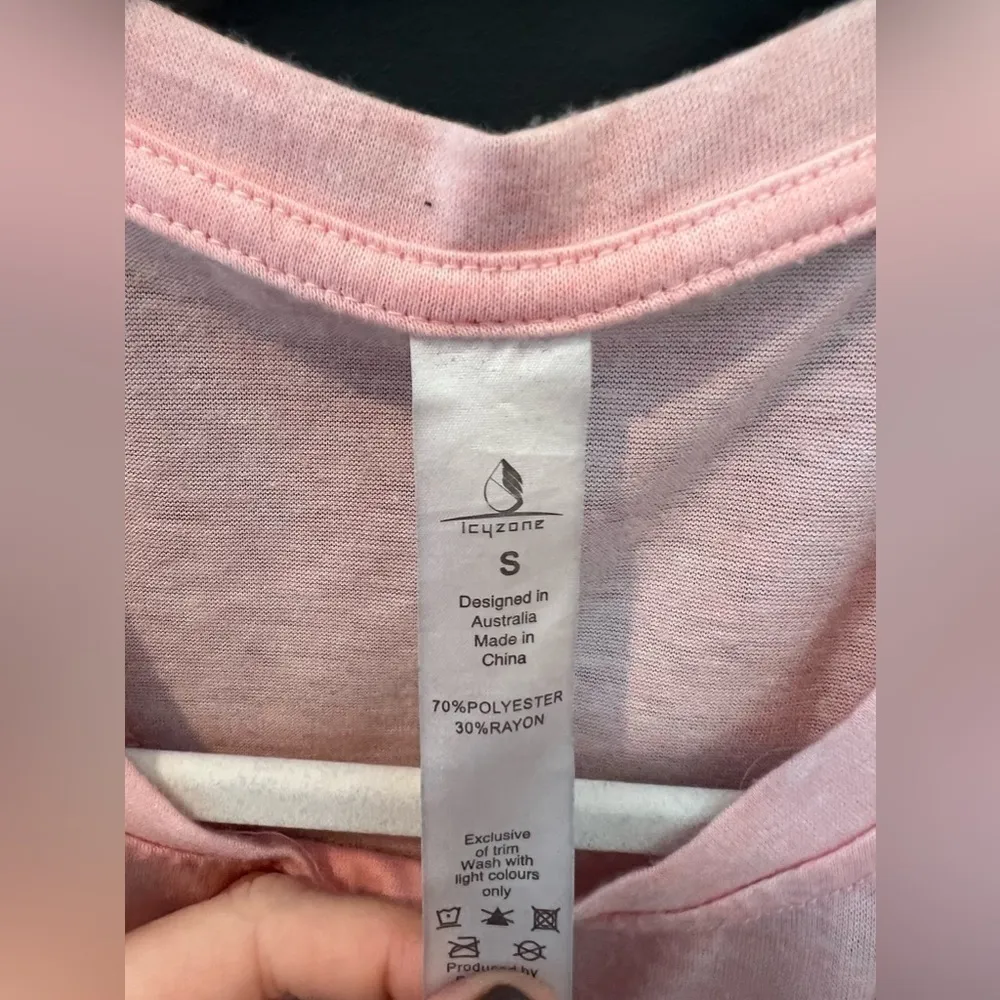 icyzone
S
Designed in
Australia
Made in
China
70%POLYESTER
30%RAYON
Exclusive
of trim
Wash with
light colours
only
Produced by